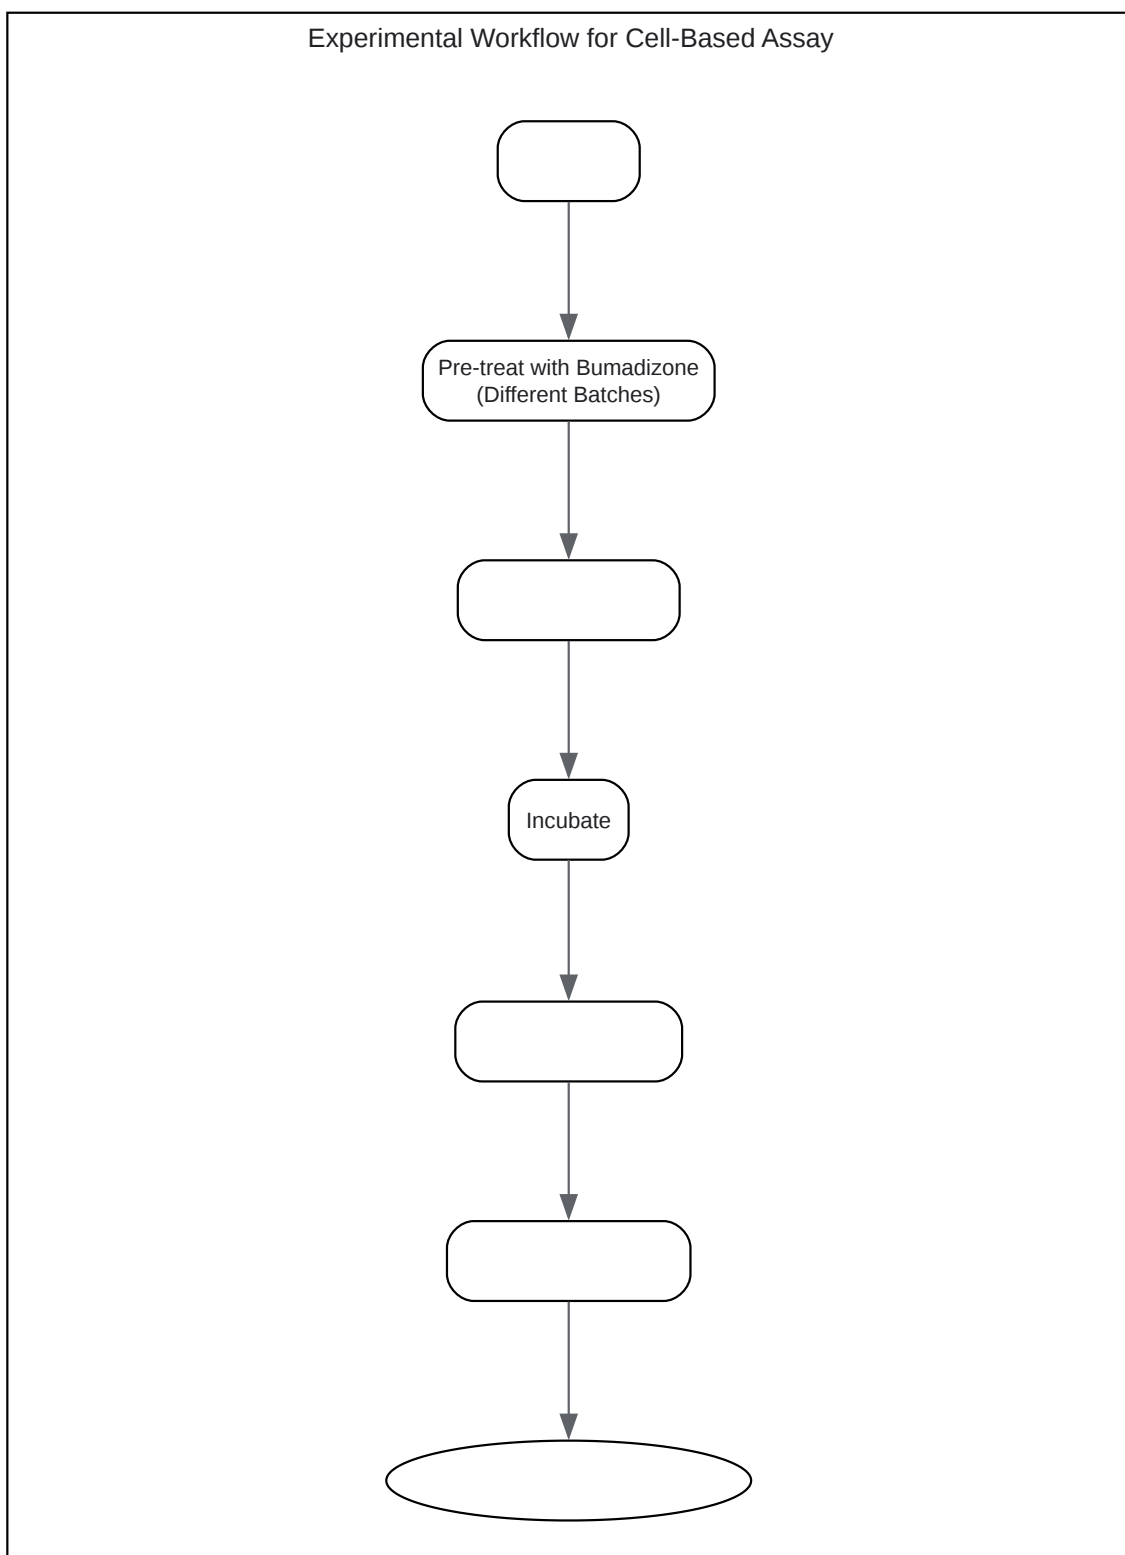 Experimental Workflow for Cell-Based Assay
Pre-treat with Bumadizone
(Different Batches)
Incubate